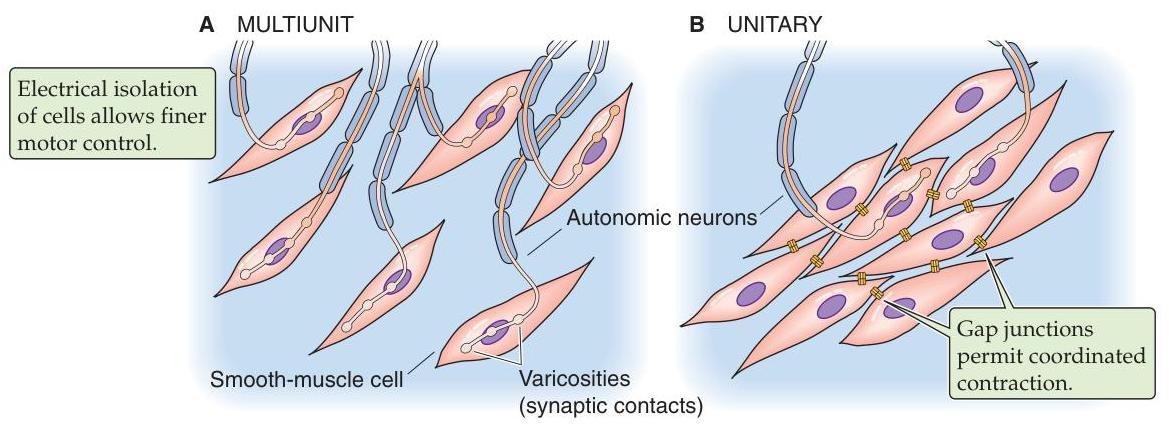 A MULTIUNIT
Electrical isolation
of cells allows finer
motor control.
Smooth-muscle cell
Varicosities
(synaptic contacts)
Autonomic neurons
B UNITARY
Gap junctions
permit coordinated
contraction.